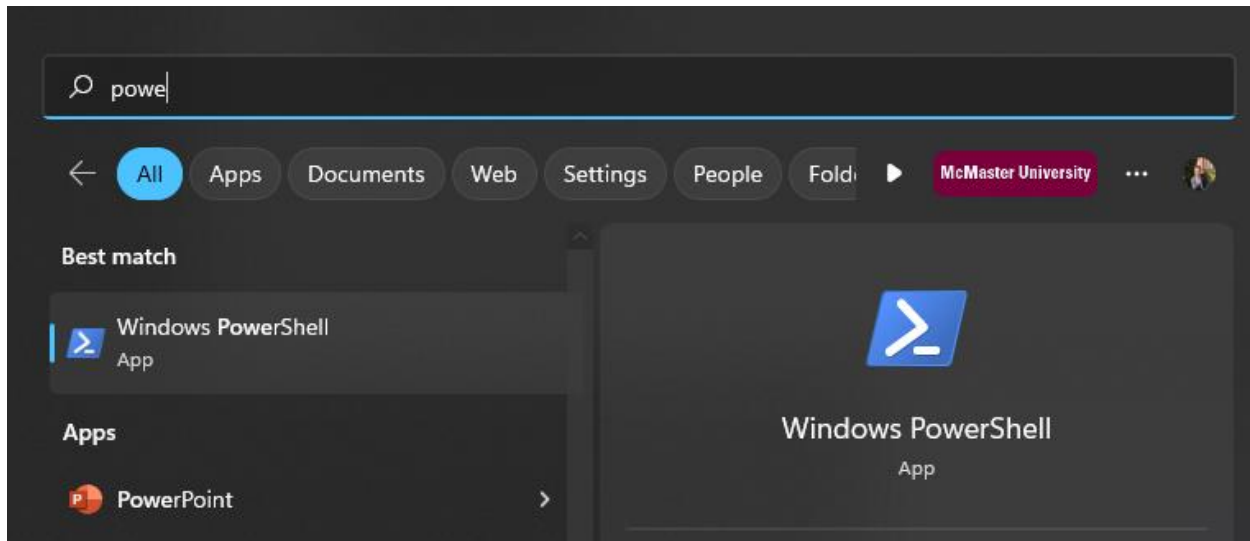 powe
All Apps Documents Web Settings People Fold McMaster University ...
Best match
Windows PowerShell
App
Apps
PowerPoint
Windows PowerShell
App